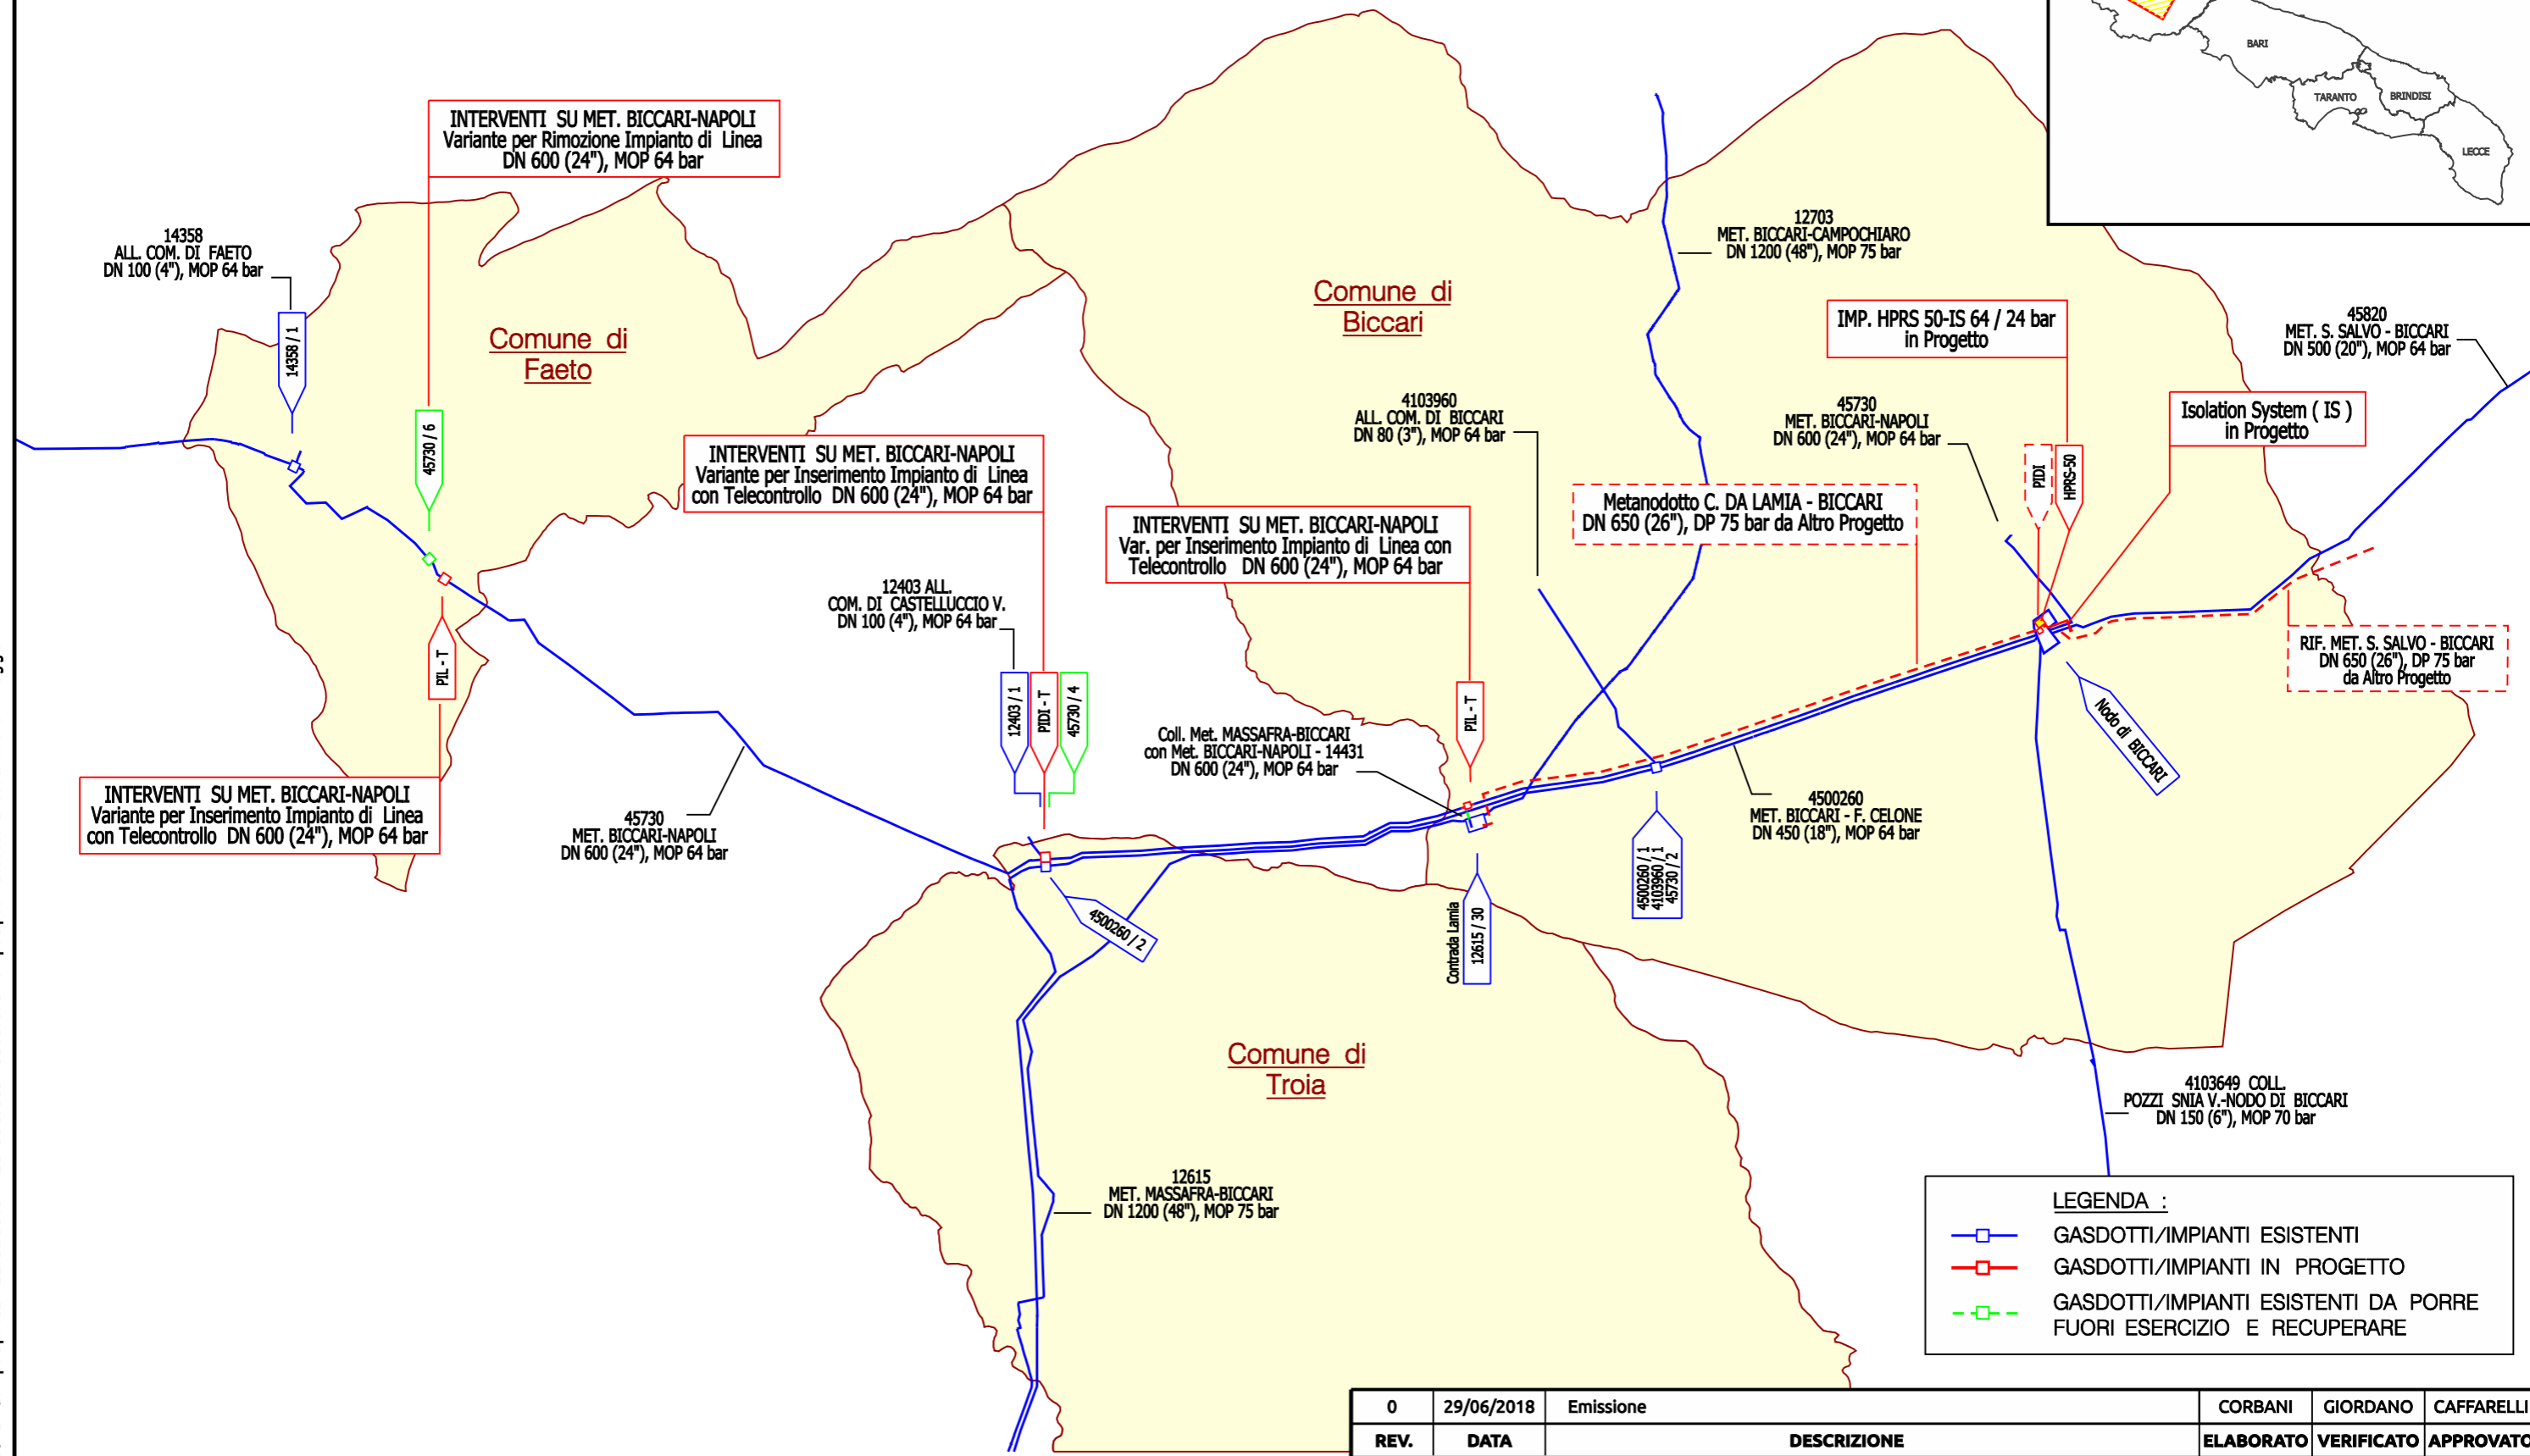 BARI
TARANTO
BRINDISI
LECCE
INTERVENTI SU MET. BICCARI-NAPOLI
Variante per Rimozione Impianto di Linea
DN 600 (24"), MOP 64 bar
14358
ALL. COM. DI FAETO
DN 100 (4"), MOP 64 bar
14358 / 1
Comune di
Faeto
45730 / 6
PIL - T
INTERVENTI SU MET. BICCARI-NAPOLI
Variante per Inserimento Impianto di Linea
con Telecontrollo DN 600 (24"), MOP 64 bar
45730
MET. BICCARI-NAPOLI
DN 600 (24"), MOP 64 bar
INTERVENTI SU MET. BICCARI-NAPOLI
Variante per Inserimento Impianto di Linea
con Telecontrollo DN 600 (24"), MOP 64 bar
12403 ALL.
COM. DI CASTELLUCCIO V.
DN 100 (4"), MOP 64 bar
12403 / 1
PIDI - T
45730 / 4
4500260 / 2
Comune di
Biccari
12703
MET. BICCARI-CAMPOCHIARO
DN 1200 (48"), MOP 75 bar
4103960
ALL. COM. DI BICCARI
DN 80 (3"), MOP 64 bar
INTERVENTI SU MET. BICCARI-NAPOLI
Var. per Inserimento Impianto di Linea con
Telecontrollo DN 600 (24"), MOP 64 bar
PIL - T
Coll. Met. MASSAFRA-BICCARI
con Met. BICCARI-NAPOLI - 14431
DN 600 (24"), MOP 64 bar
Contrada Lamia
12615 / 30
Metanodotto C. DA LAMIA - BICCARI
DN 650 (26"), DP 75 bar da Altro Progetto
IMP. HPRS 50-IS 64 / 24 bar
in Progetto
45730
MET. BICCARI-NAPOLI
DN 600 (24"), MOP 64 bar
PIDI
HPRS-50
Isolation System ( IS )
in Progetto
45820
MET. S. SALVO - BICCARI
DN 500 (20"), MOP 64 bar
RIF. MET. S. SALVO - BICCARI
DN 650 (26"), DP 75 bar
da Altro Progetto
Nodo di BICCARI
4500260
MET. BICCARI - F. CELONE
DN 450 (18"), MOP 64 bar
4500260 / 1
4103960 / 1
45730 / 2
Comune di
Troia
12615
MET. MASSAFRA-BICCARI
DN 1200 (48"), MOP 75 bar
4103649 COLL.
POZZI SNIA V.-NODO DI BICCARI
DN 150 (6"), MOP 70 bar
LEGENDA :
GASDOTTI/IMPIANTI ESISTENTI
GASDOTTI/IMPIANTI IN PROGETTO
GASDOTTI/IMPIANTI ESISTENTI DA PORRE
FUORI ESERCIZIO E RECUPERARE
0 29/06/2018 Emissione CORBANI GIORDANO CAFFARELLI
REV. DATA DESCRIZIONE ELABORATO VERIFICATO APPROVATO